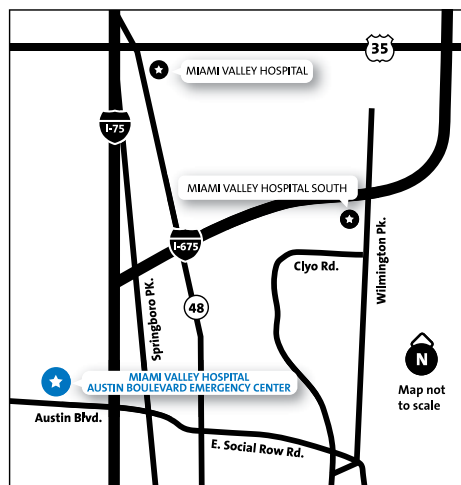 35
MIAMI VALLEY HOSPITAL
I-75
MIAMI VALLEY HOSPITAL SOUTH
I-675
Clyo Rd.
Wilmington Pk.
Springboro Pk.
48
N
Map not
to scale
MIAMI VALLEY HOSPITAL
AUSTIN BOULEVARD EMERGENCY CENTER
Austin Blvd.
E. Social Row Rd.